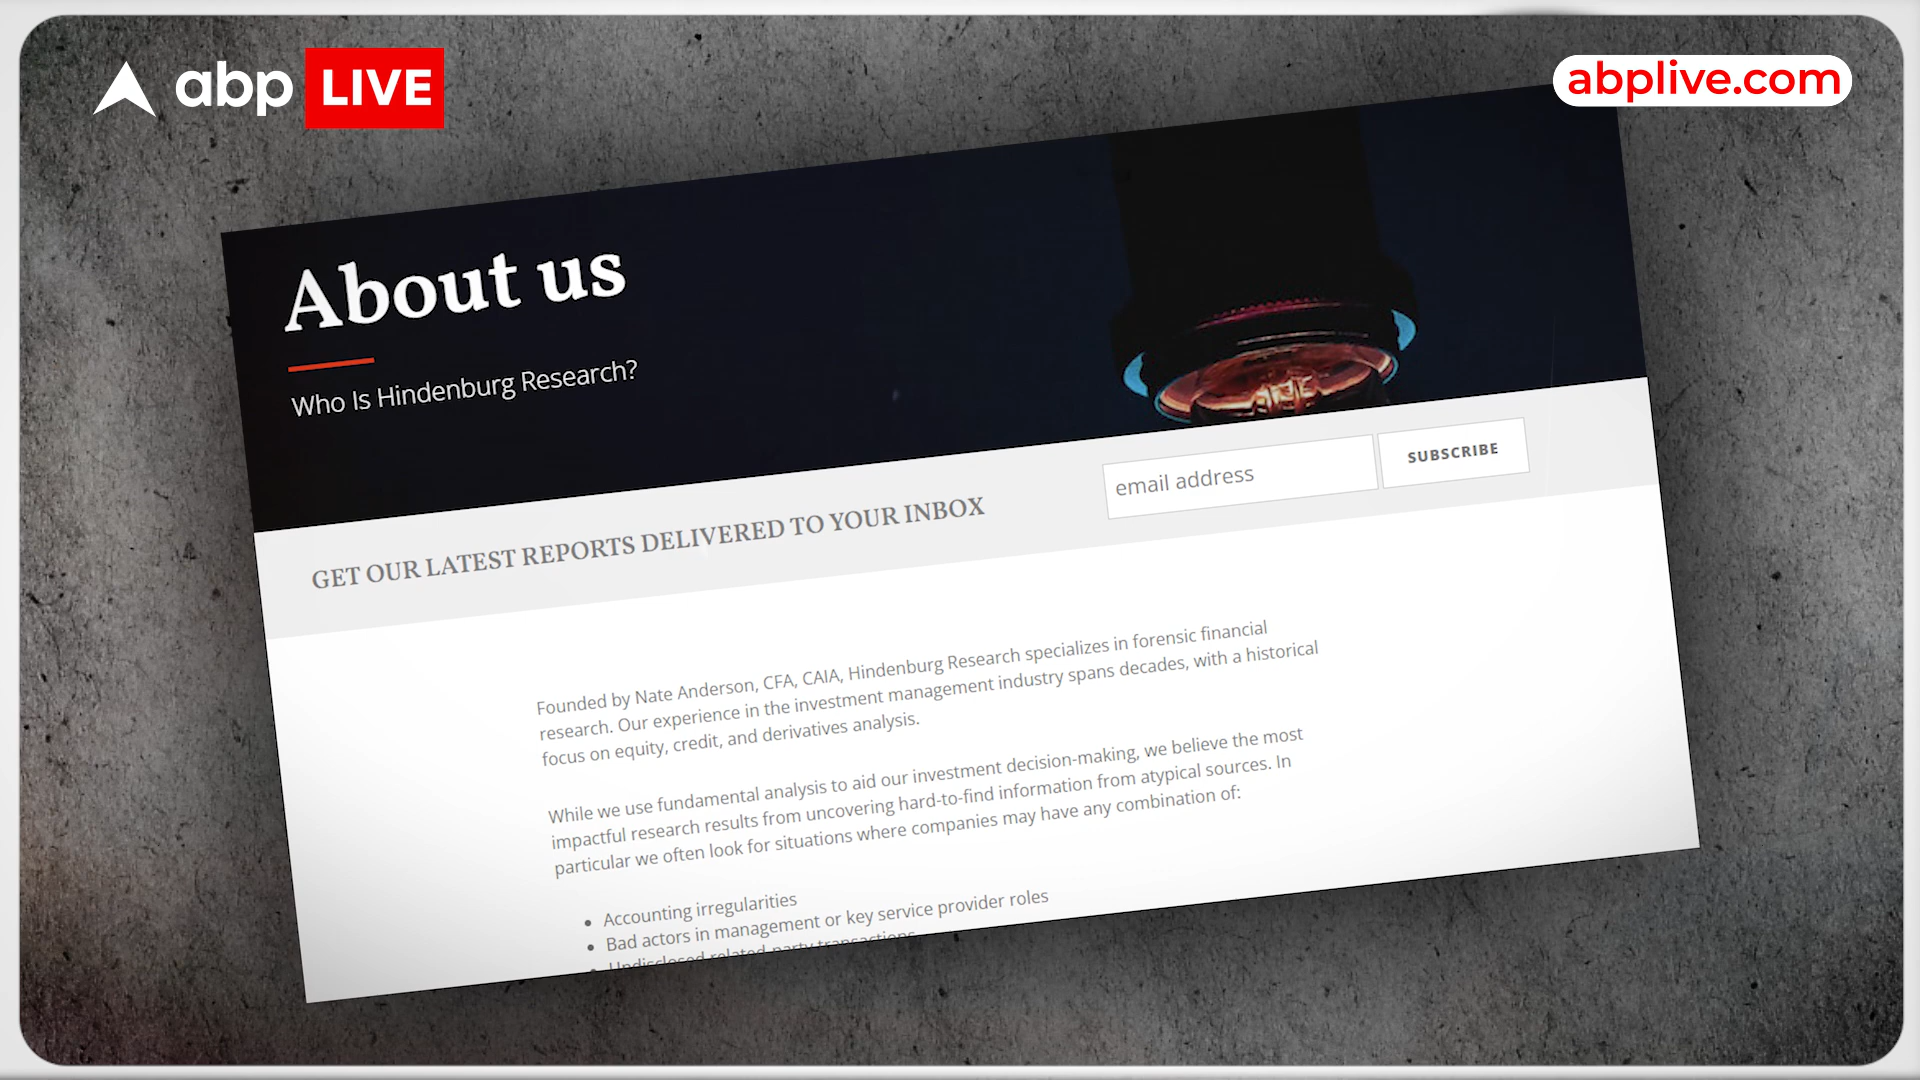 abp LIVE
abplive.com
About us
Who Is Hindenburg Research?
GET OUR LATEST REPORTS DELIVERED TO YOUR INBOX
email address
SUBSCRIBE
Founded by Nate Anderson, CFA, CAIA, Hindenburg Research specializes in forensic financial
research. Our experience in the investment management industry spans decades, with a historical
focus on equity, credit, and derivatives analysis.
While we use fundamental analysis to aid our investment decision-making, we believe the most
impactful research results from uncovering hard-to-find information from atypical sources. In
particular we often look for situations where companies may have any combination of:
• Accounting irregularities
• Bad actors in management or key service provider roles
• Undisclosed related-party transactions